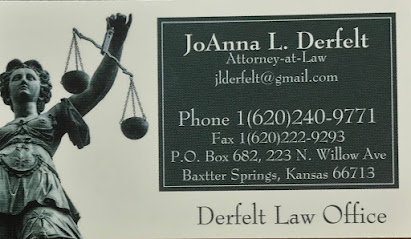 JoAnna L. Derfelt
Attorney-at-Law
jlderfelt@gmail.com
Phone 1(620)240-9771
Fax 1(620)222-9293
P.O. Box 682, 223 N. Willow Ave
Baxtter Springs, Kansas 66713
Derfelt Law Office